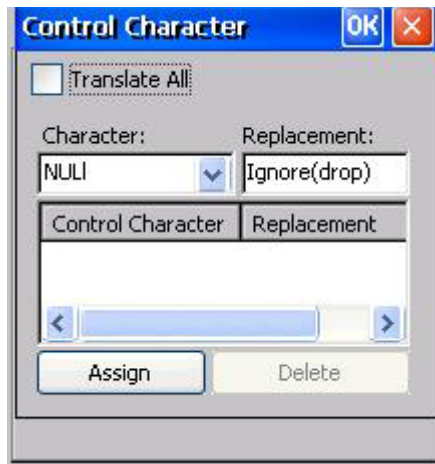 Control Character OK
Translate All
Character: Replacement:
NULl Ignore(drop)
Control Character Replacement
Assign Delete